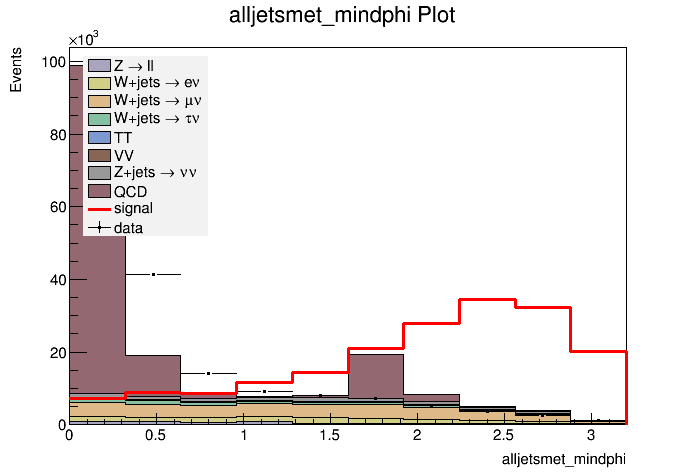 alljetsmet_mindphi Plot
×10³
Events
100
80
60
40
20
0
Z → ll
W+jets → eν
W+jets → μν
W+jets → τν
TT
VV
Z+jets → νν
QCD
signal
data
0 0.5 1 1.5 2 2.5 3
alljetsmet_mindphi